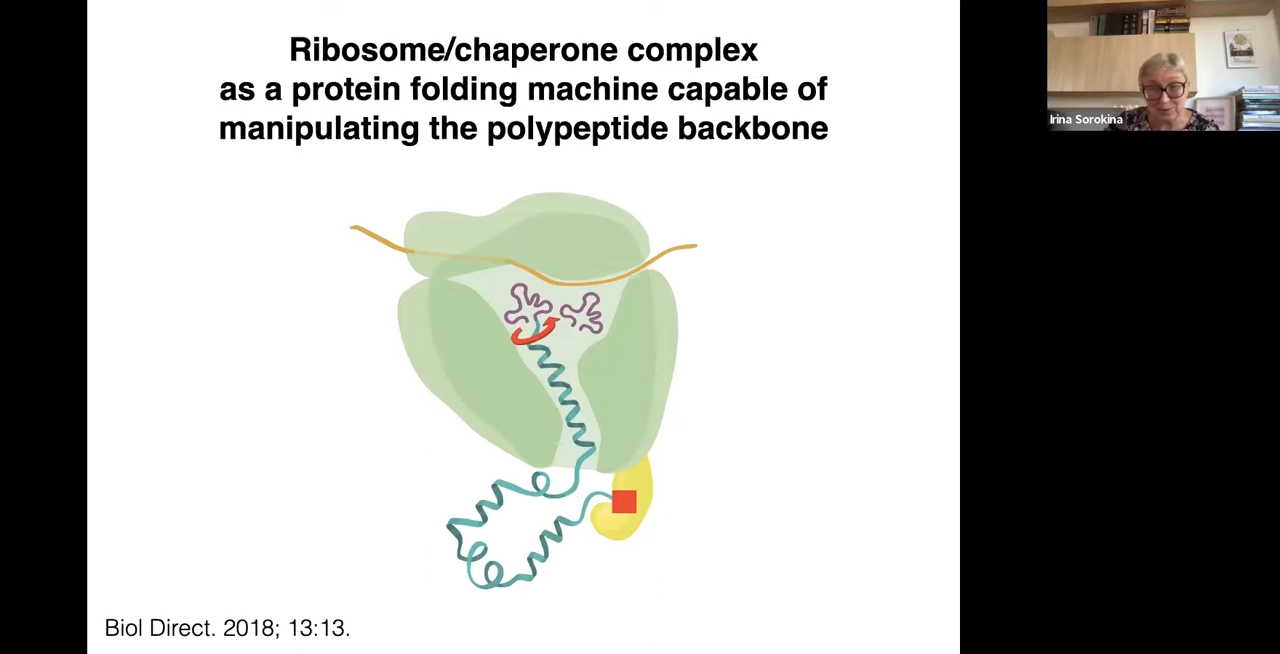 Ribosome/chaperone complex
as a protein folding machine capable of
manipulating the polypeptide backbone
Irina Sorokina
Biol Direct. 2018; 13:13.